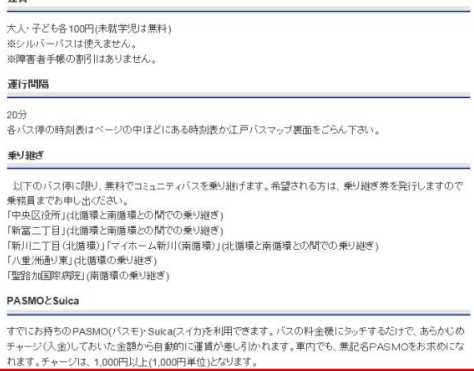 大人・子ども各100円(未就学児は無料)
※シルバーパスは使えません。
※障害者手帳の割引はありません。
運行間隔
20分
各バス停の時刻表はページの中ほどにある時刻表か江戸バスマップ裏面をごらん下さい。
乗り継ぎ
以下のバス停に限り、無料でコミュニティバスを乗り継げます。希望される方は、乗り継ぎ券を発行しますので
乗務員までお申し出ください。
「中央区役所」(北循環と南循環との間での乗り継ぎ)
「新富二丁目」(北循環と南循環との間での乗り継ぎ)
「新川二丁目(北循環)」「マイホーム新川(南循環)」(北循環と南循環との間での乗り継ぎ)
「八重洲通り東」(北循環の乗り継ぎ)
「聖路加国際病院」(南循環の乗り継ぎ)
PASMOとSuica
すでにお持ちのPASMO(パスモ)・Suica(スイカ)を利用できます。バスの料金機にタッチするだけで、あらかじめ
チャージ(入金)しておいた金額から自動的に運賃が差し引かれます。車内でも、無記名PASMOをお求めにな
れます。チャージは、1,000円以上(1,000円単位)となります。